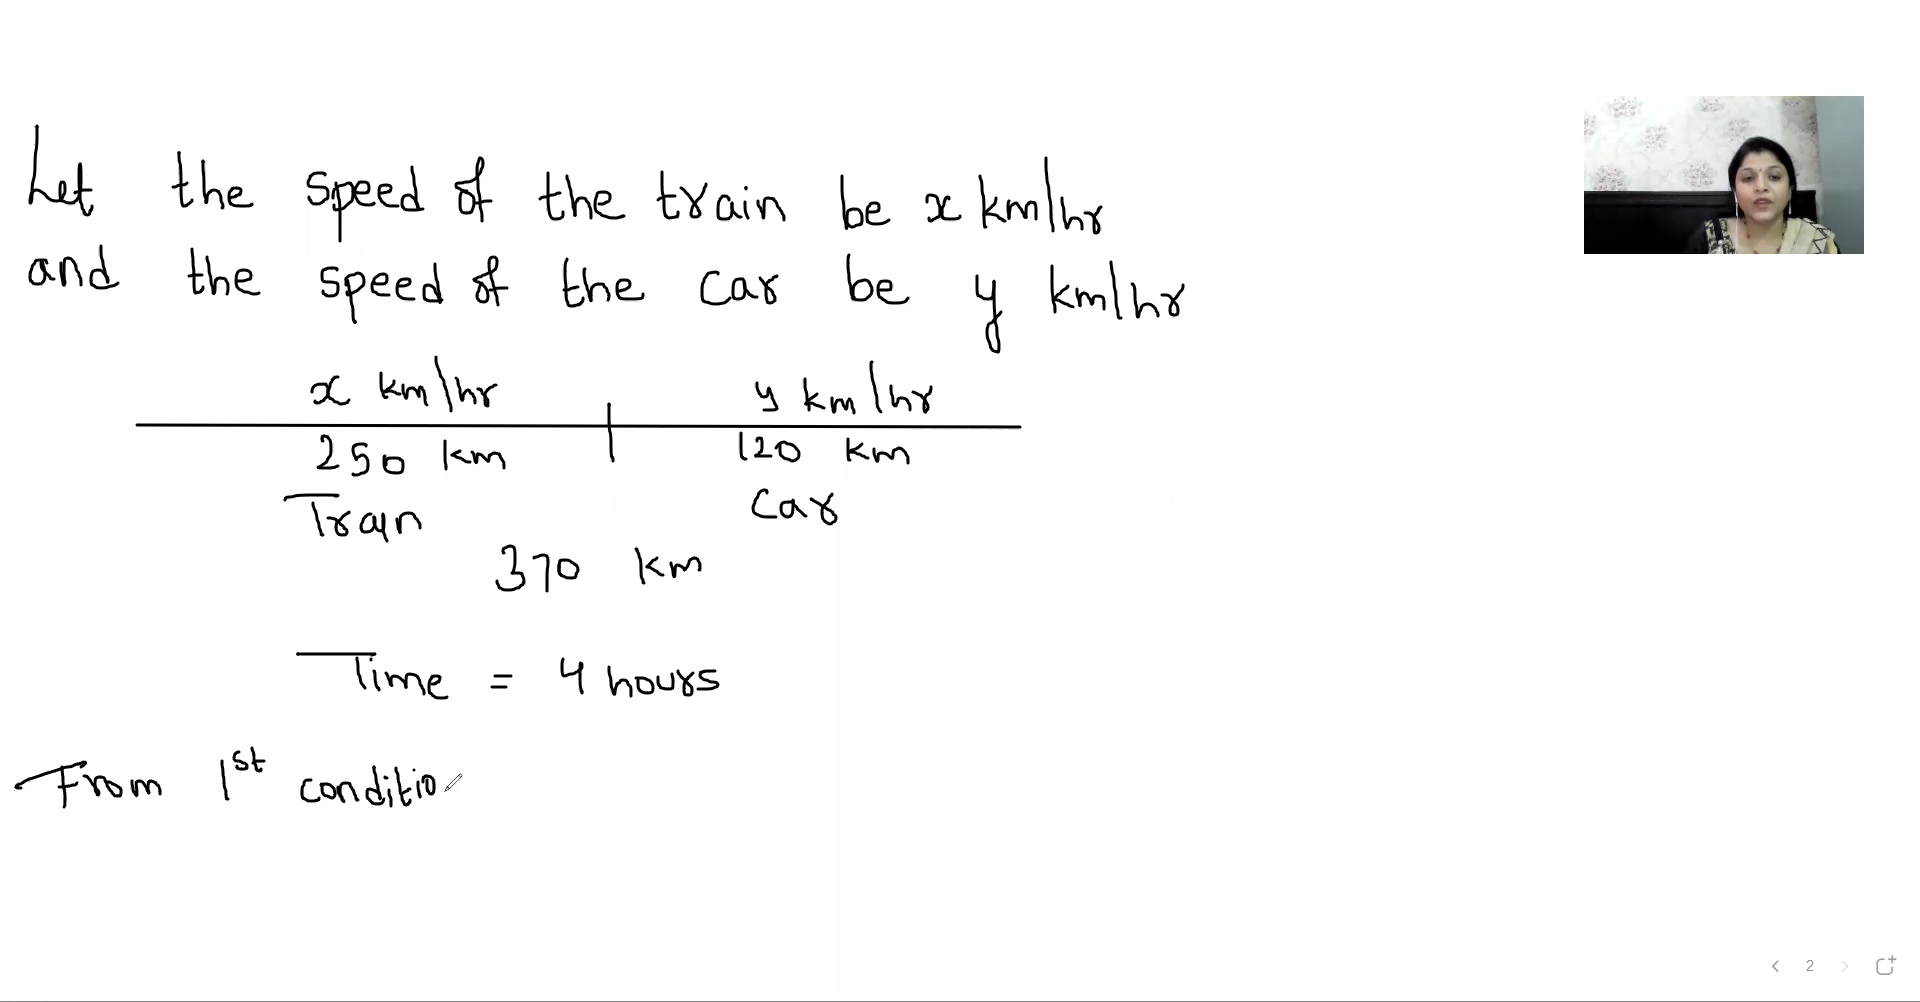 Let the speed of the train be x km/hr
and the speed of the car be y km/hr
x km/hr y km/hr
250 km 120 km
Train Car
370 km
Time = 4 hours
From 1st conditio
2